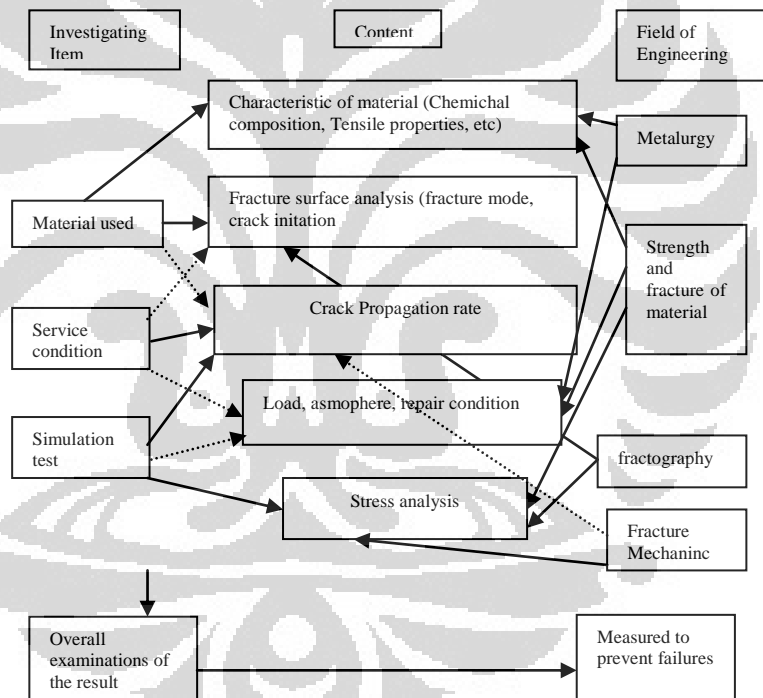 Investigating
Item
Content
Field of
Engineering
Characteristic of material (Chemichal
composition, Tensile properties, etc)
Metalurgy
Fracture surface analysis (fracture mode,
crack initation
Material used
Strength
and
fracture of
material
Crack Propagation rate
Service
condition
Load, asmophere, repair condition
Simulation
test
fractography
Stress analysis
Fracture
Mechaninc
Overall
examinations of
the result
Measured to
prevent failures